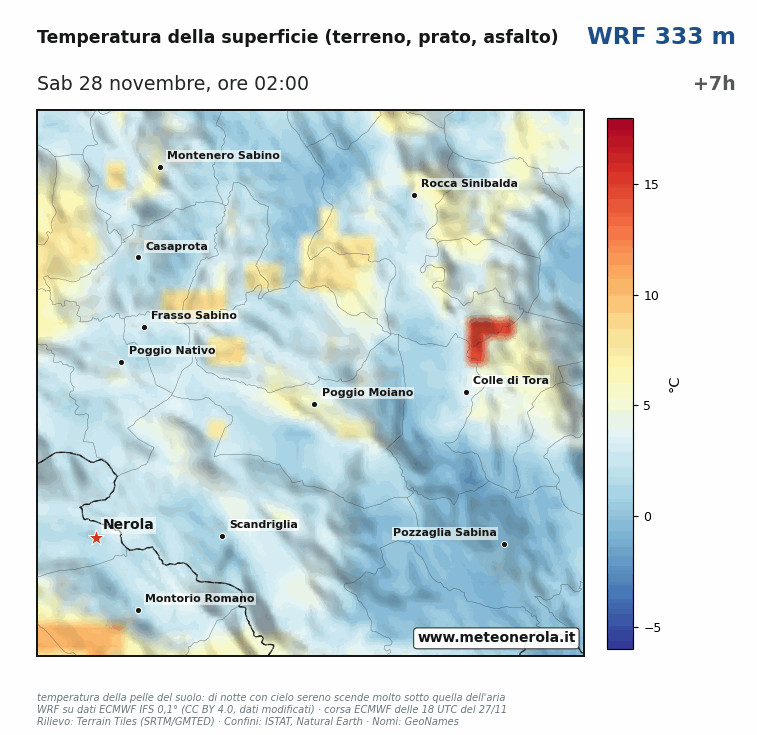 Temperatura della superficie (terreno, prato, asfalto)
WRF 333 m
Sab 28 novembre, ore 02:00
+7h
Montenero Sabino
Rocca Sinibalda
Casaprota
Frasso Sabino
Poggio Nativo
Colle di Tora
Poggio Moiano
Nerola
Scandriglia
Pozzaglia Sabina
Montorio Romano
www.meteonerola.it
15
10
5
0
−5
°C
temperatura della pelle del suolo: di notte con cielo sereno scende molto sotto quella dell'aria
WRF su dati ECMWF IFS 0,1° (CC BY 4.0, dati modificati) · corsa ECMWF delle 18 UTC del 27/11
Rilievo: Terrain Tiles (SRTM/GMTED) · Confini: ISTAT, Natural Earth · Nomi: GeoNames